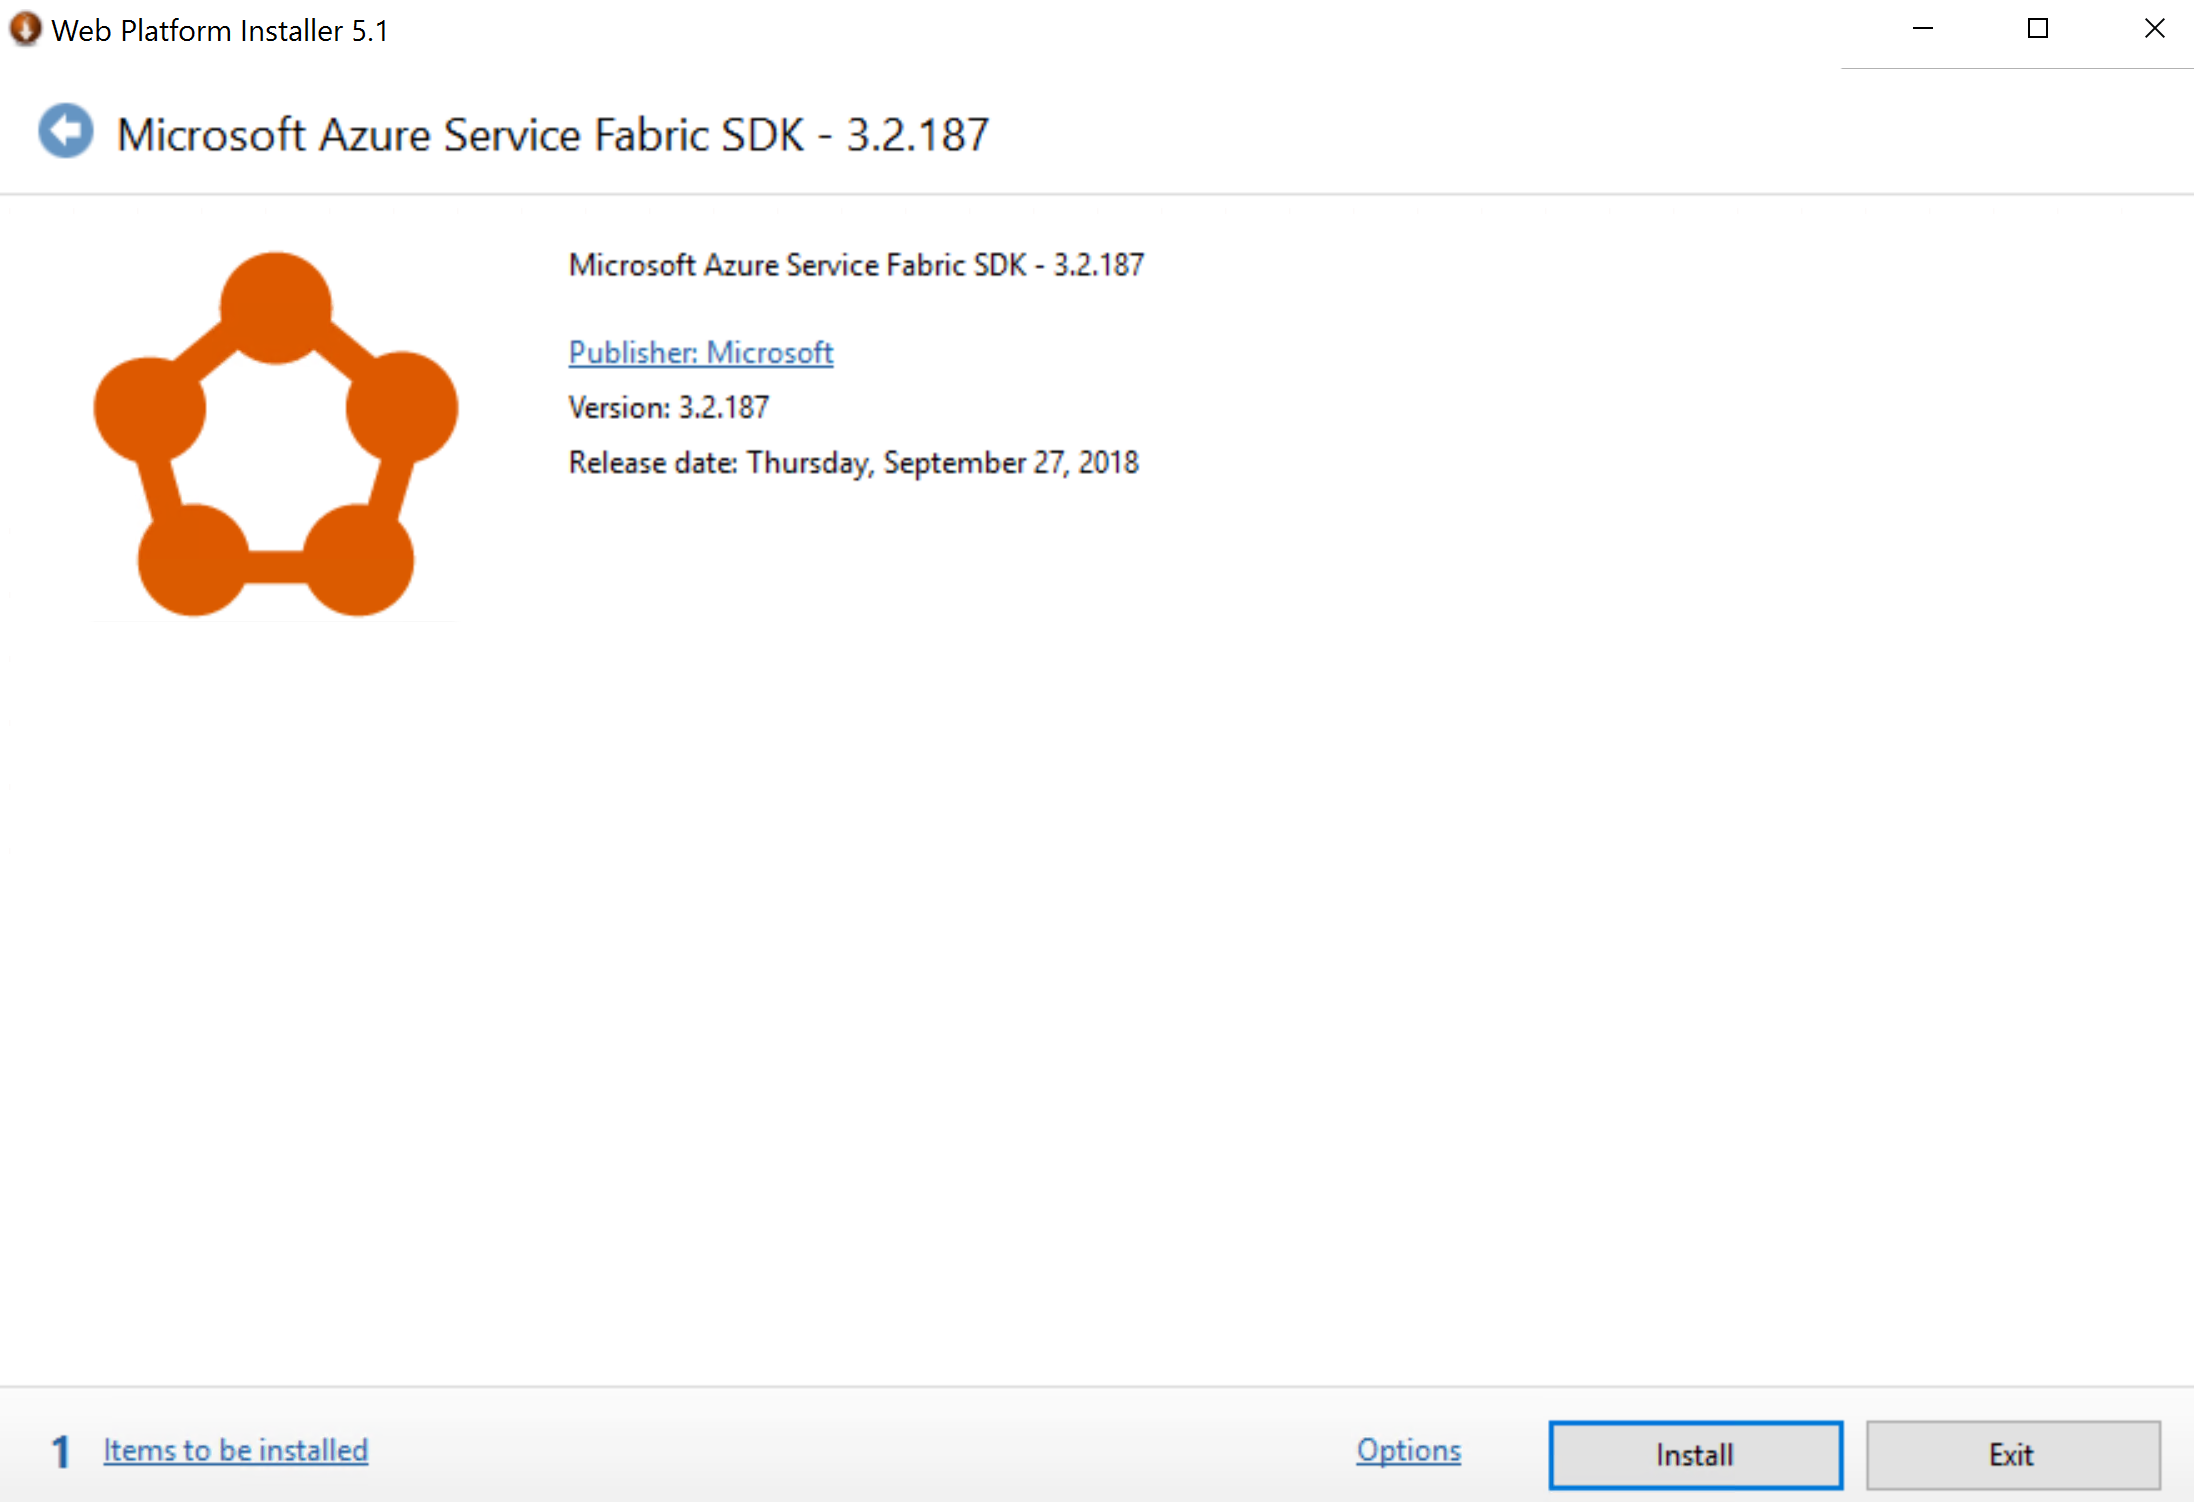 Web Platform Installer 5.1
Microsoft Azure Service Fabric SDK - 3.2.187
Microsoft Azure Service Fabric SDK - 3.2.187
Publisher: Microsoft
Version: 3.2.187
Release date: Thursday, September 27, 2018
1 Items to be installed
Options
Install
Exit